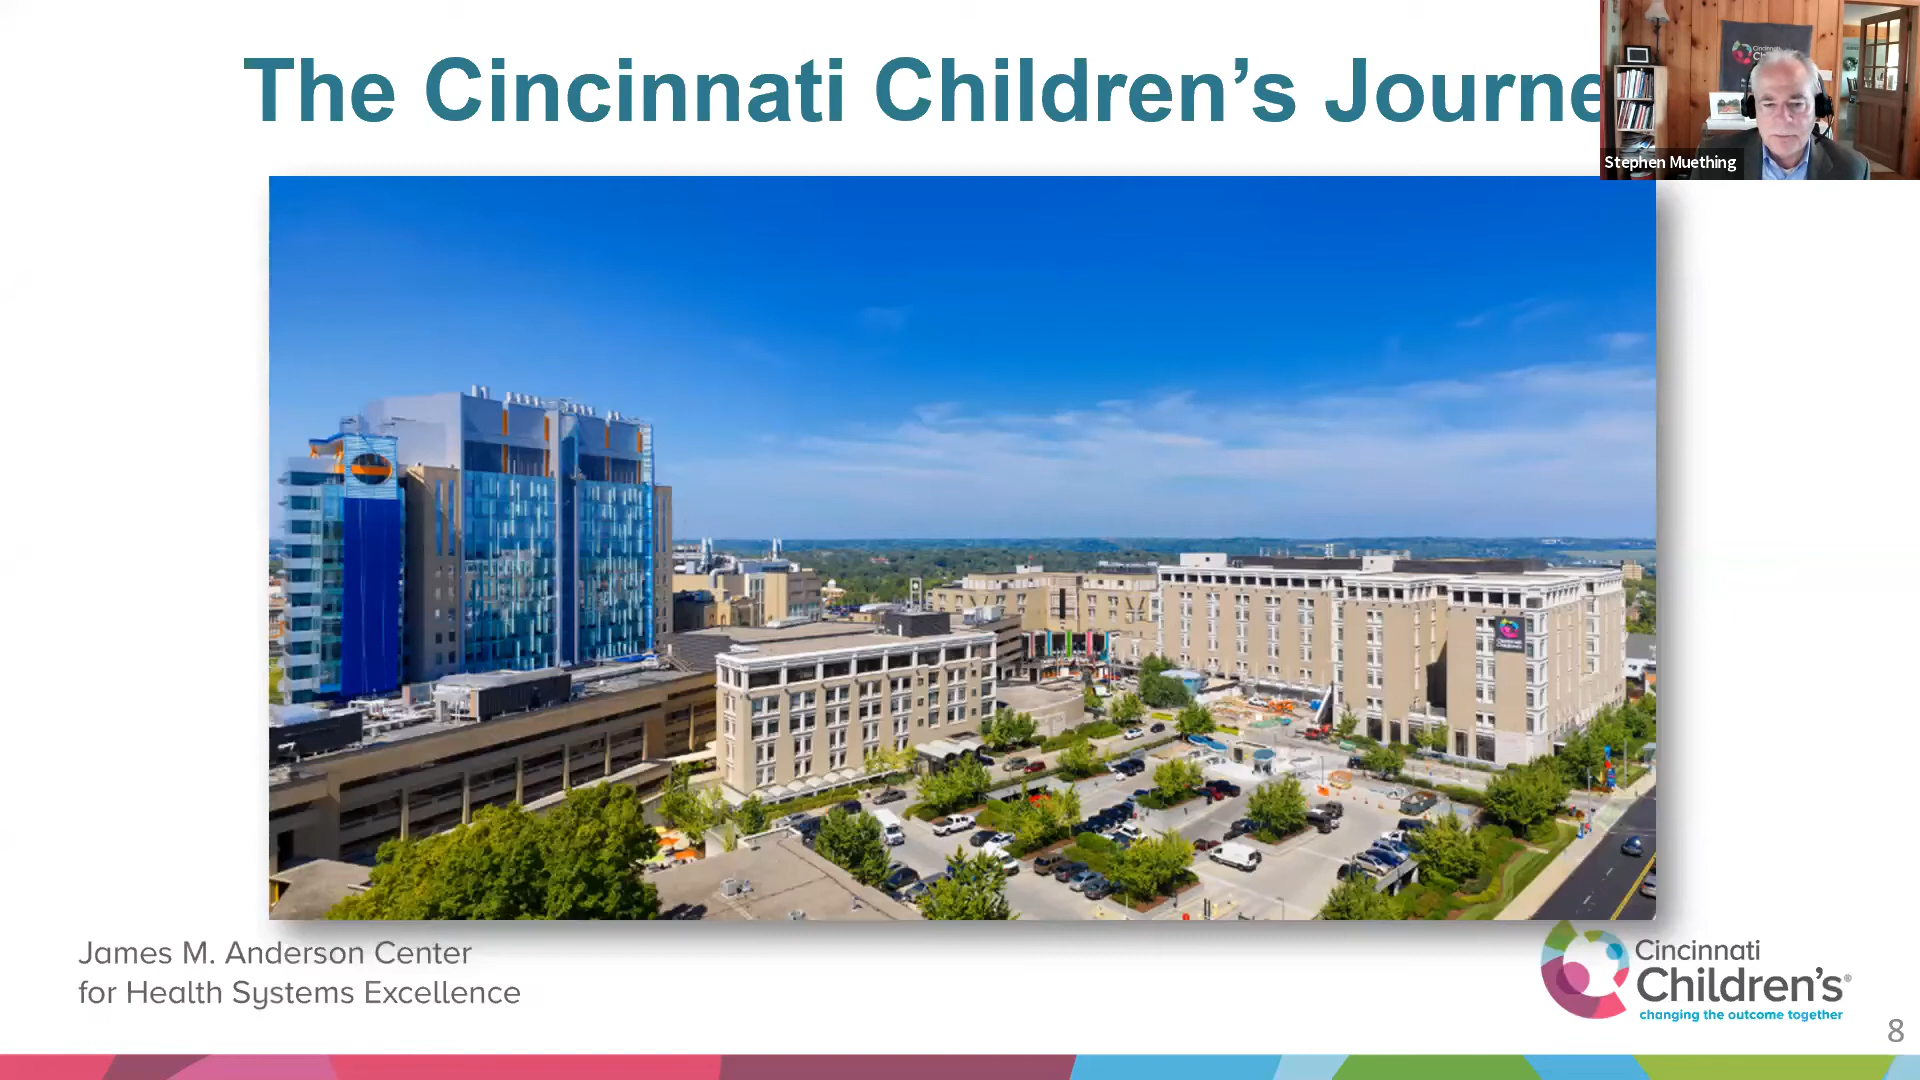 The Cincinnati Children's Journe
Stephen Muething
James M. Anderson Center
for Health Systems Excellence
Cincinnati
Children's®
changing the outcome together
8